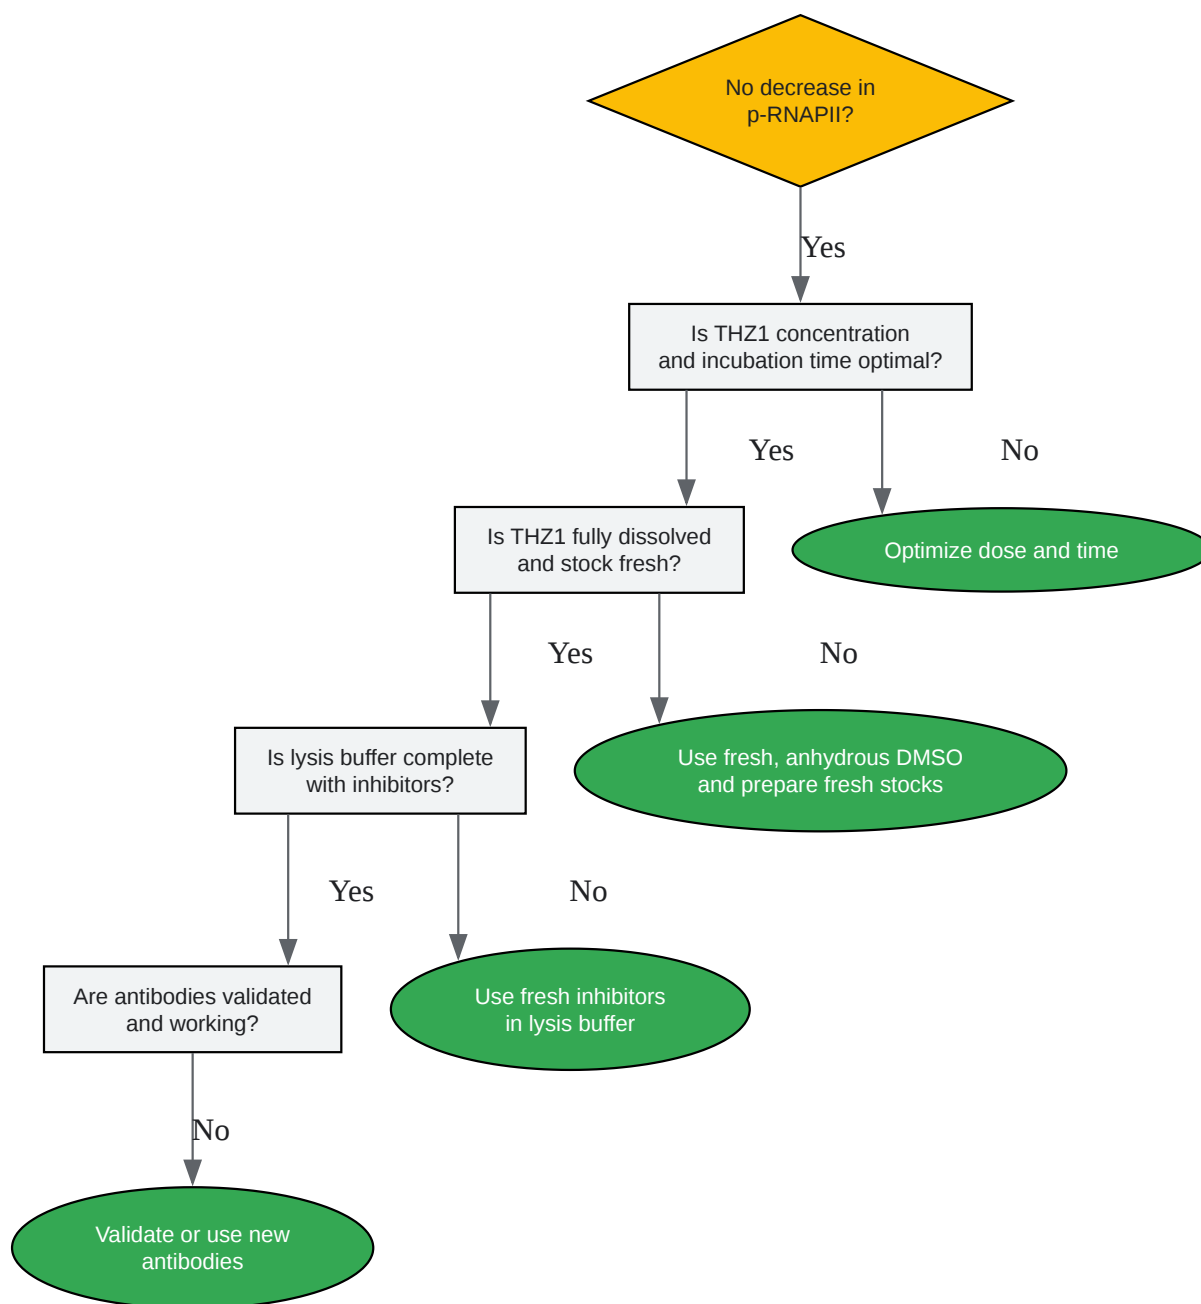 No decrease in
p-RNAPII?
Yes
Is THZ1 concentration
and incubation time optimal?
Yes
No
Is THZ1 fully dissolved
and stock fresh?
Optimize dose and time
Yes
No
Is lysis buffer complete
with inhibitors?
Use fresh, anhydrous DMSO
and prepare fresh stocks
Yes
No
Are antibodies validated
and working?
Use fresh inhibitors
in lysis buffer
No
Validate or use new
antibodies